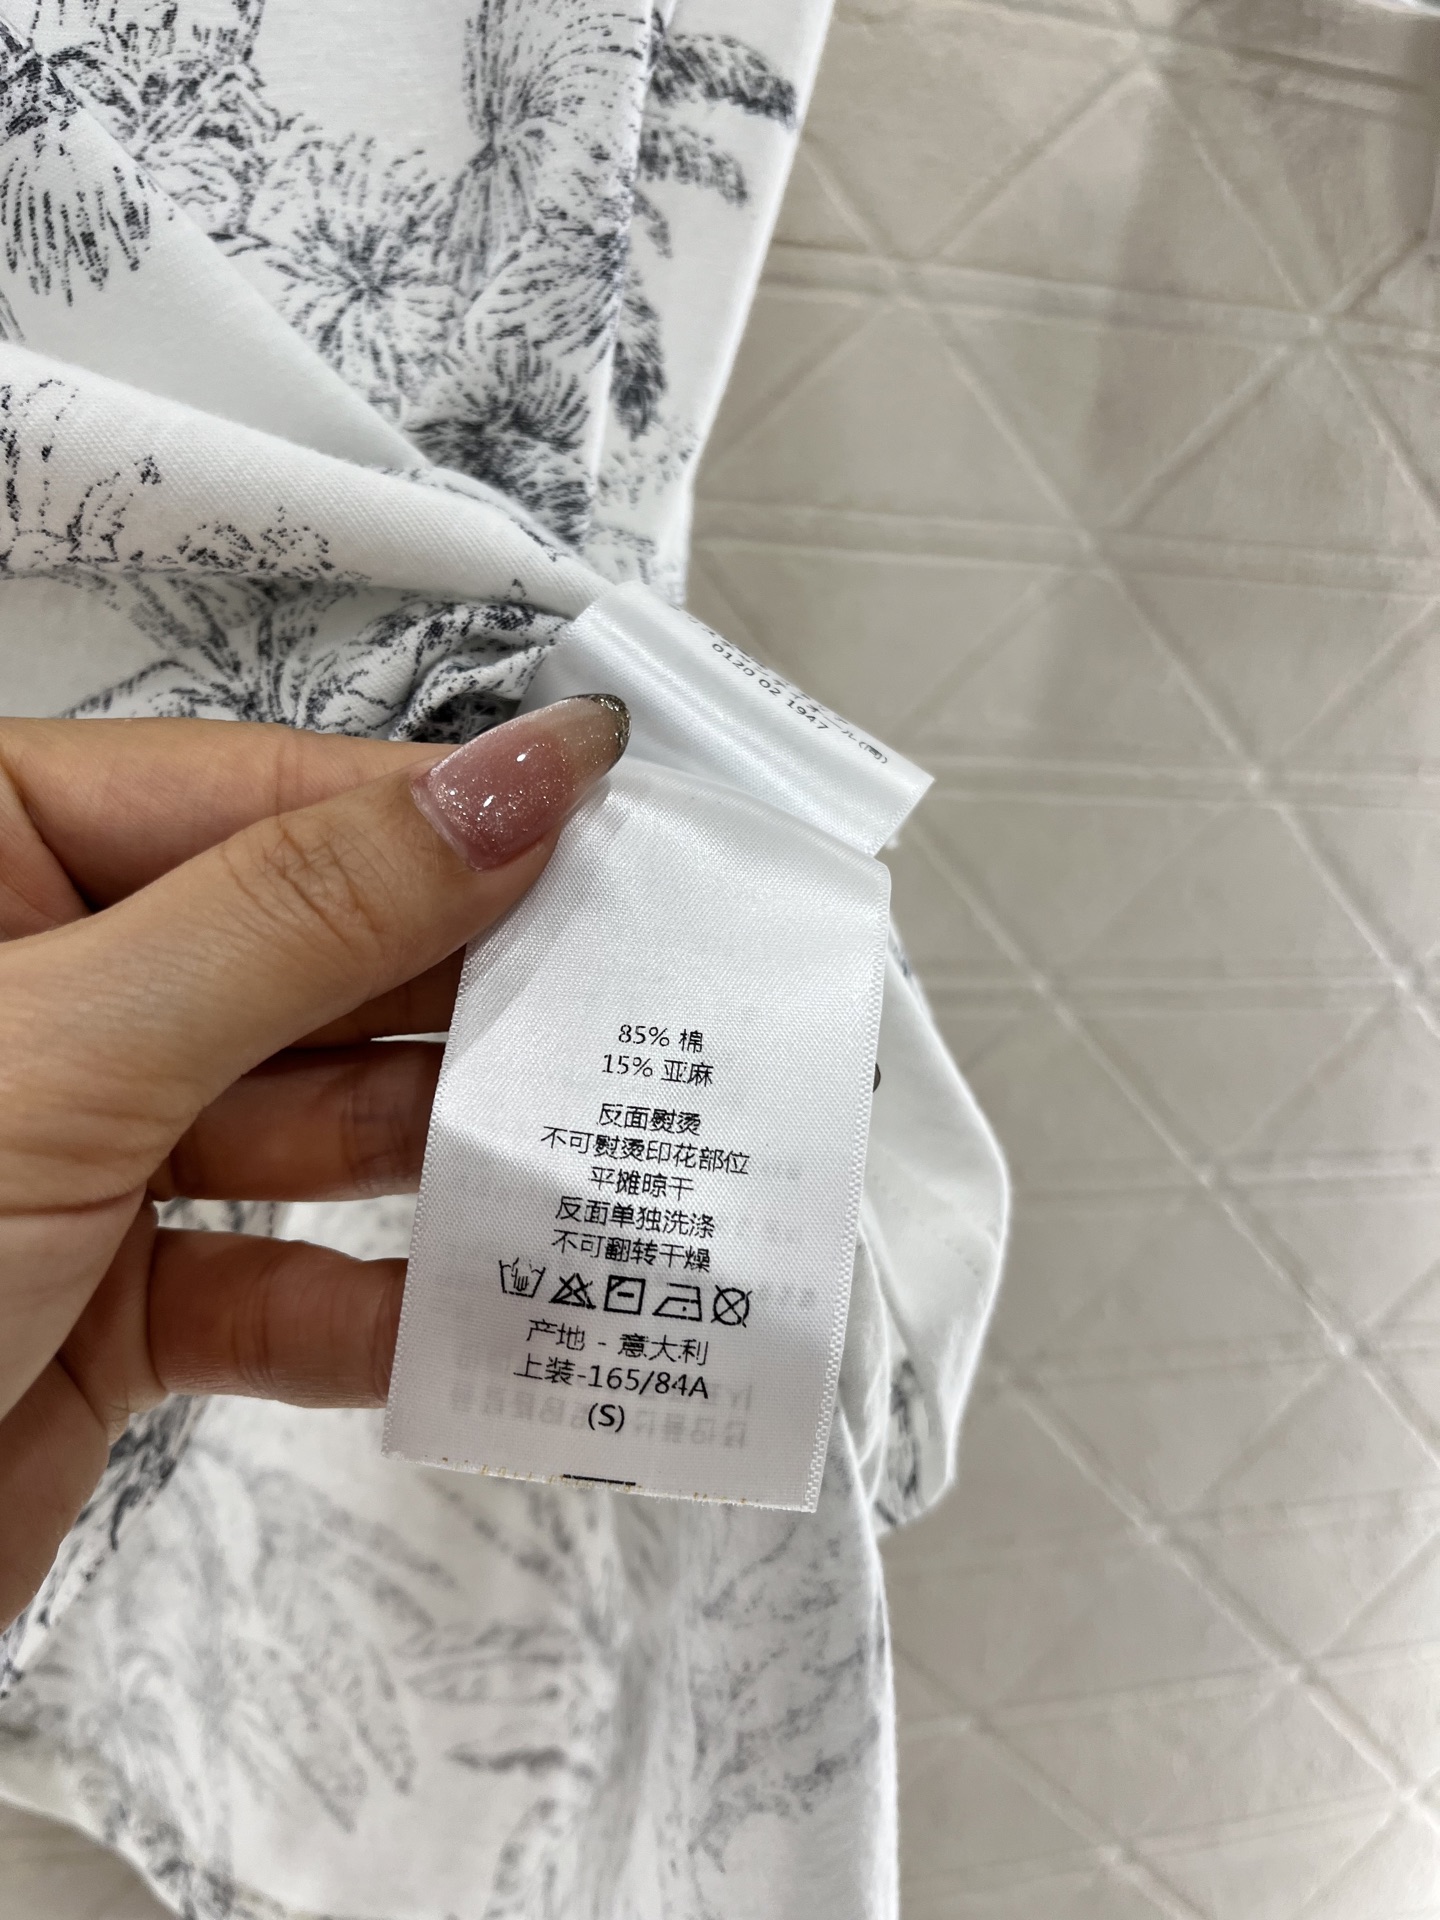 0120 02 1947
85% 棉
15% 亚麻
反面熨烫
不可熨烫印花部位
平摊晾干
反面单独洗涤
不可翻转干燥
产地 - 意大利
上装-165/84A
(S)